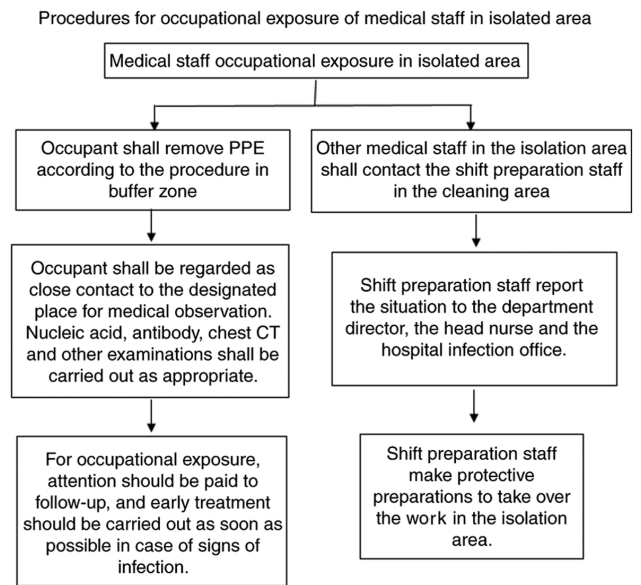 Procedures for occupational exposure of medical staff in isolated area
Medical staff occupational exposure in isolated area
Occupant shall remove PPE
according to the procedure in
buffer zone
Other medical staff in the isolation area
shall contact the shift preparation staff
in the cleaning area
Occupant shall be regarded as
close contact to the designated
place for medical observation.
Nucleic acid, antibody, chest CT
and other examinations shall be
carried out as appropriate.
Shift preparation staff report
the situation to the department
director, the head nurse and the
hospital infection office.
For occupational exposure,
attention should be paid to
follow-up, and early treatment
should be carried out as soon as
possible in case of signs of
infection.
Shift preparation staff
make protective
preparations to take over
the work in the isolation
area.